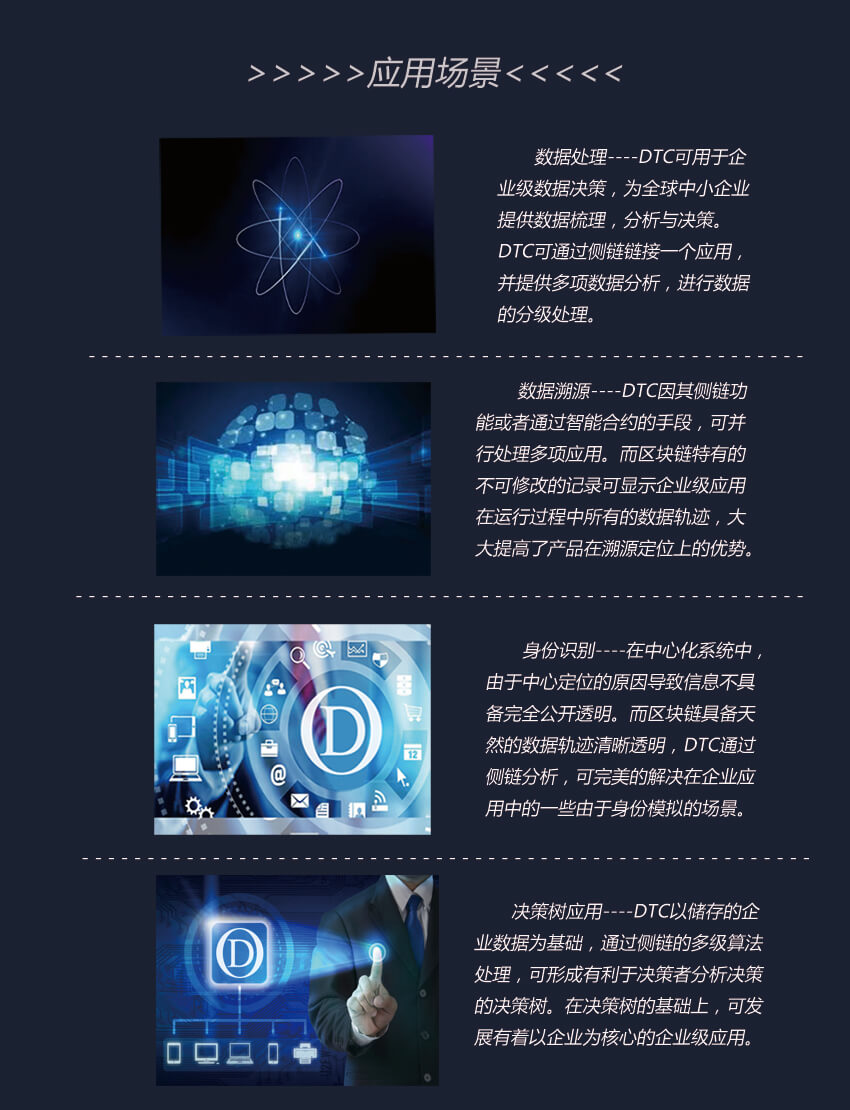 >>>>>应用场景<<<<<
数据处理----DTC可用于企
业级数据决策，为全球中小企业
提供数据梳理，分析与决策。
DTC可通过侧链链接一个应用，
并提供多项数据分析，进行数据
的分级处理。
数据溯源----DTC因其侧链功
能或者通过智能合约的手段，可并
行处理多项应用。而区块链特有的
不可修改的记录可显示企业级应用
在运行过程中所有的数据轨迹，大
大提高了产品在溯源定位上的优势。
身份识别----在中心化系统中，
由于中心定位的原因导致信息不具
备完全公开透明。而区块链具备天
然的数据轨迹清晰透明，DTC通过
侧链分析，可完美的解决在企业应
用中的一些由于身份模拟的场景。
D
12
@
决策树应用----DTC以储存的企
业数据为基础，通过侧链的多级算法
处理，可形成有利于决策者分析决策
的决策树。在决策树的基础上，可发
展有着以企业为核心的企业级应用。
D